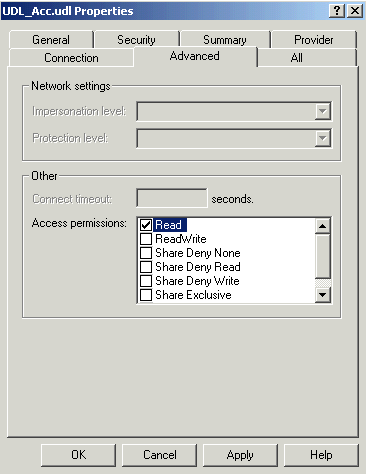 UDL_Acc.udl Properties
General Security Summary Provider
Connection Advanced All
Network settings
Impersonation level:
Protection level:
Other
Connect timeout: seconds.
Access permissions: Read
ReadWrite
Share Deny None
Share Deny Read
Share Deny Write
Share Exclusive
OK Cancel Apply Help